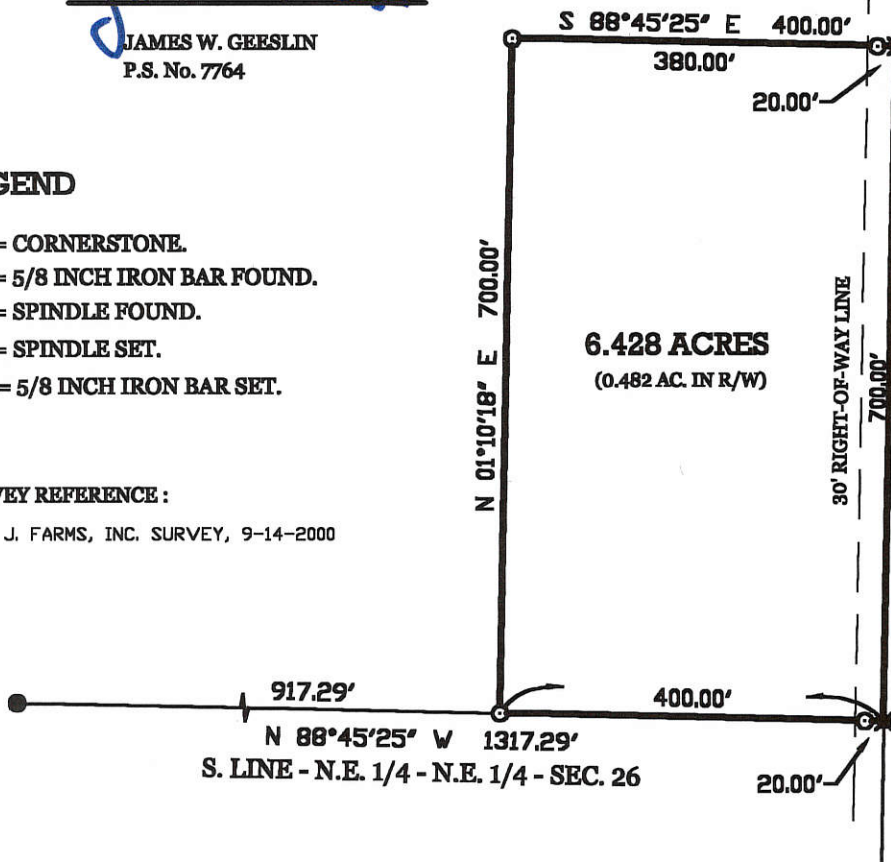 JAMES W. GEESLIN
P.S. No. 7764
S 88°45'25" E 400.00'
380.00'
20.00'
GEND
= CORNERSTONE.
= 5/8 INCH IRON BAR FOUND.
= SPINDLE FOUND.
= SPINDLE SET.
= 5/8 INCH IRON BAR SET.
N 01°10'18" E 700.00'
6.428 ACRES
(0.482 AC. IN R/W)
30' RIGHT-OF-WAY LINE
700.00'
VEY REFERENCE :
J. FARMS, INC. SURVEY, 9-14-2000
917.29'
400.00'
N 88°45'25" W 1317.29'
S. LINE - N.E. 1/4 - N.E. 1/4 - SEC. 26
20.00'